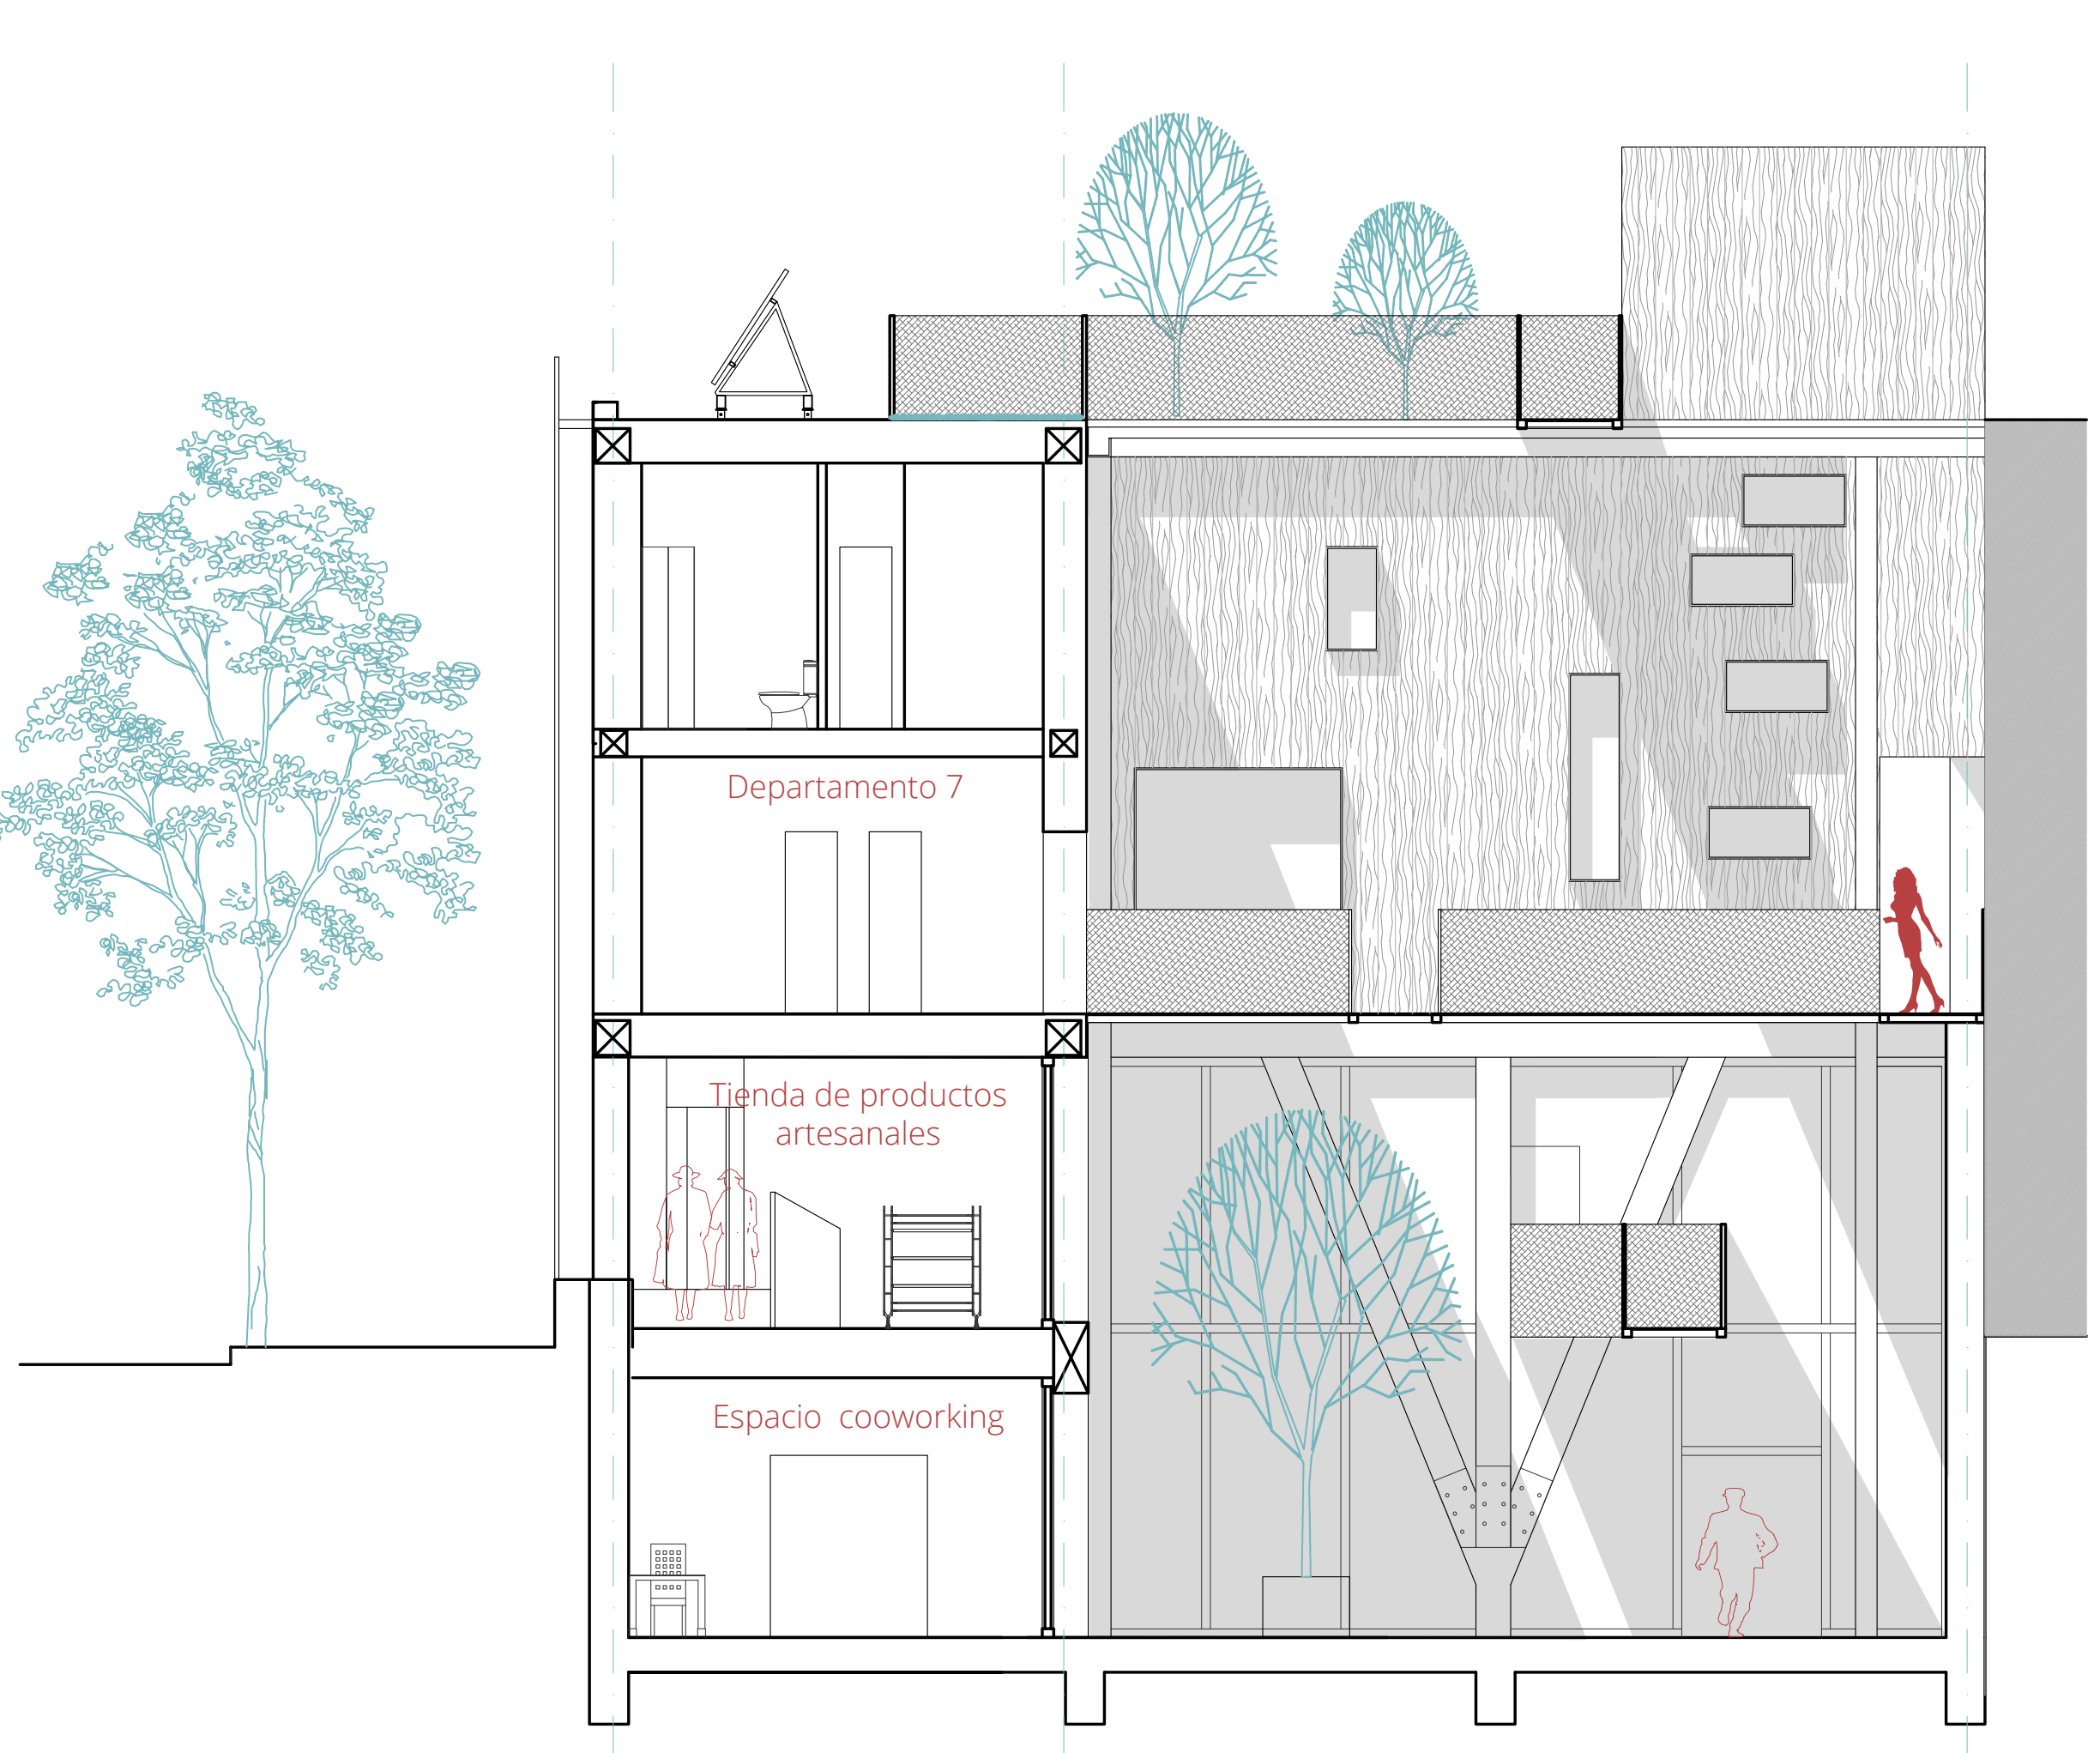 Departamento 7
Tienda de productos
artesanales
Espacio cooworking